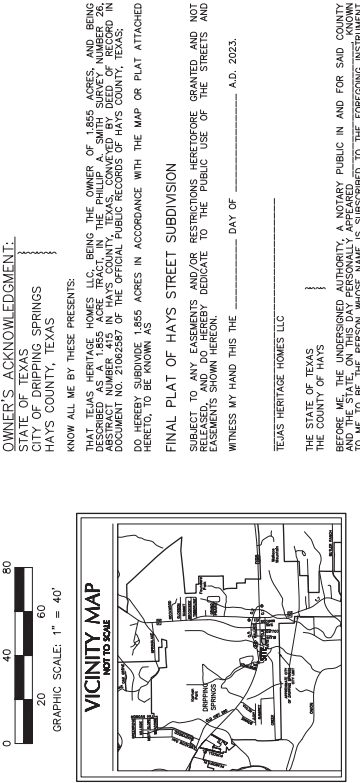 OWNER'S ACKNOWLEDGMENT:
STATE OF TEXAS
CITY OF DRIPPING SPRINGS
HAYS COUNTY, TEXAS
KNOW ALL ME BY THESE PRESENTS:
THAT TEJAS HERITAGE HOMES LLC, BEING THE OWNER OF 1.855 ACRES, AND BEING
DESCRIBED AS A 1.855 ACRE TRACT, IN THE PHILLIP A. SMITH SURVEY NUMBER 26,
ABSTRACT NUMBER 415 HAYS COUNTY, TEXAS, CONVEYED BY DEED OF RECORD IN
DOCUMENT NO. 21062587 OF THE OFFICIAL PUBLIC RECORDS OF HAYS COUNTY, TEXAS;
DO HEREBY SUBDIVIDE 1.855 ACRES IN ACCORDANCE WITH THE MAP OR PLAT ATTACHED
HERETO, TO BE KNOWN AS
FINAL PLAT OF HAYS STREET SUBDIVISION
SUBJECT TO ANY EASEMENTS AND/OR RESTRICTIONS HERETOFORE GRANTED AND NOT
RELEASED, AND DO HEREBY DEDICATE TO THE PUBLIC USE OF THE STREETS AND
EASEMENTS SHOWN HEREON.
WITNESS MY HAND THIS THE ____________ DAY OF ____________ A.D. 2023.
TEJAS HERITAGE HOMES LLC
THE STATE OF TEXAS
THE COUNTY OF HAYS
BEFORE ME, THE UNDERSIGNED AUTHORITY, A NOTARY PUBLIC IN AND FOR SAID COUNTY
AND THE STATE, ON THIS DAY PERSONALLY APPEARED ____________ KNOWN
TO ME TO BE THE PERSON WHOSE NAME IS SUBSCRIBED TO THE FOREGOING INSTRUMENT
0 20 40 60 80
GRAPHIC SCALE: 1" = 40'
VICINITY MAP
NOT TO SCALE
DRIPPING
SPRINGS
SITE